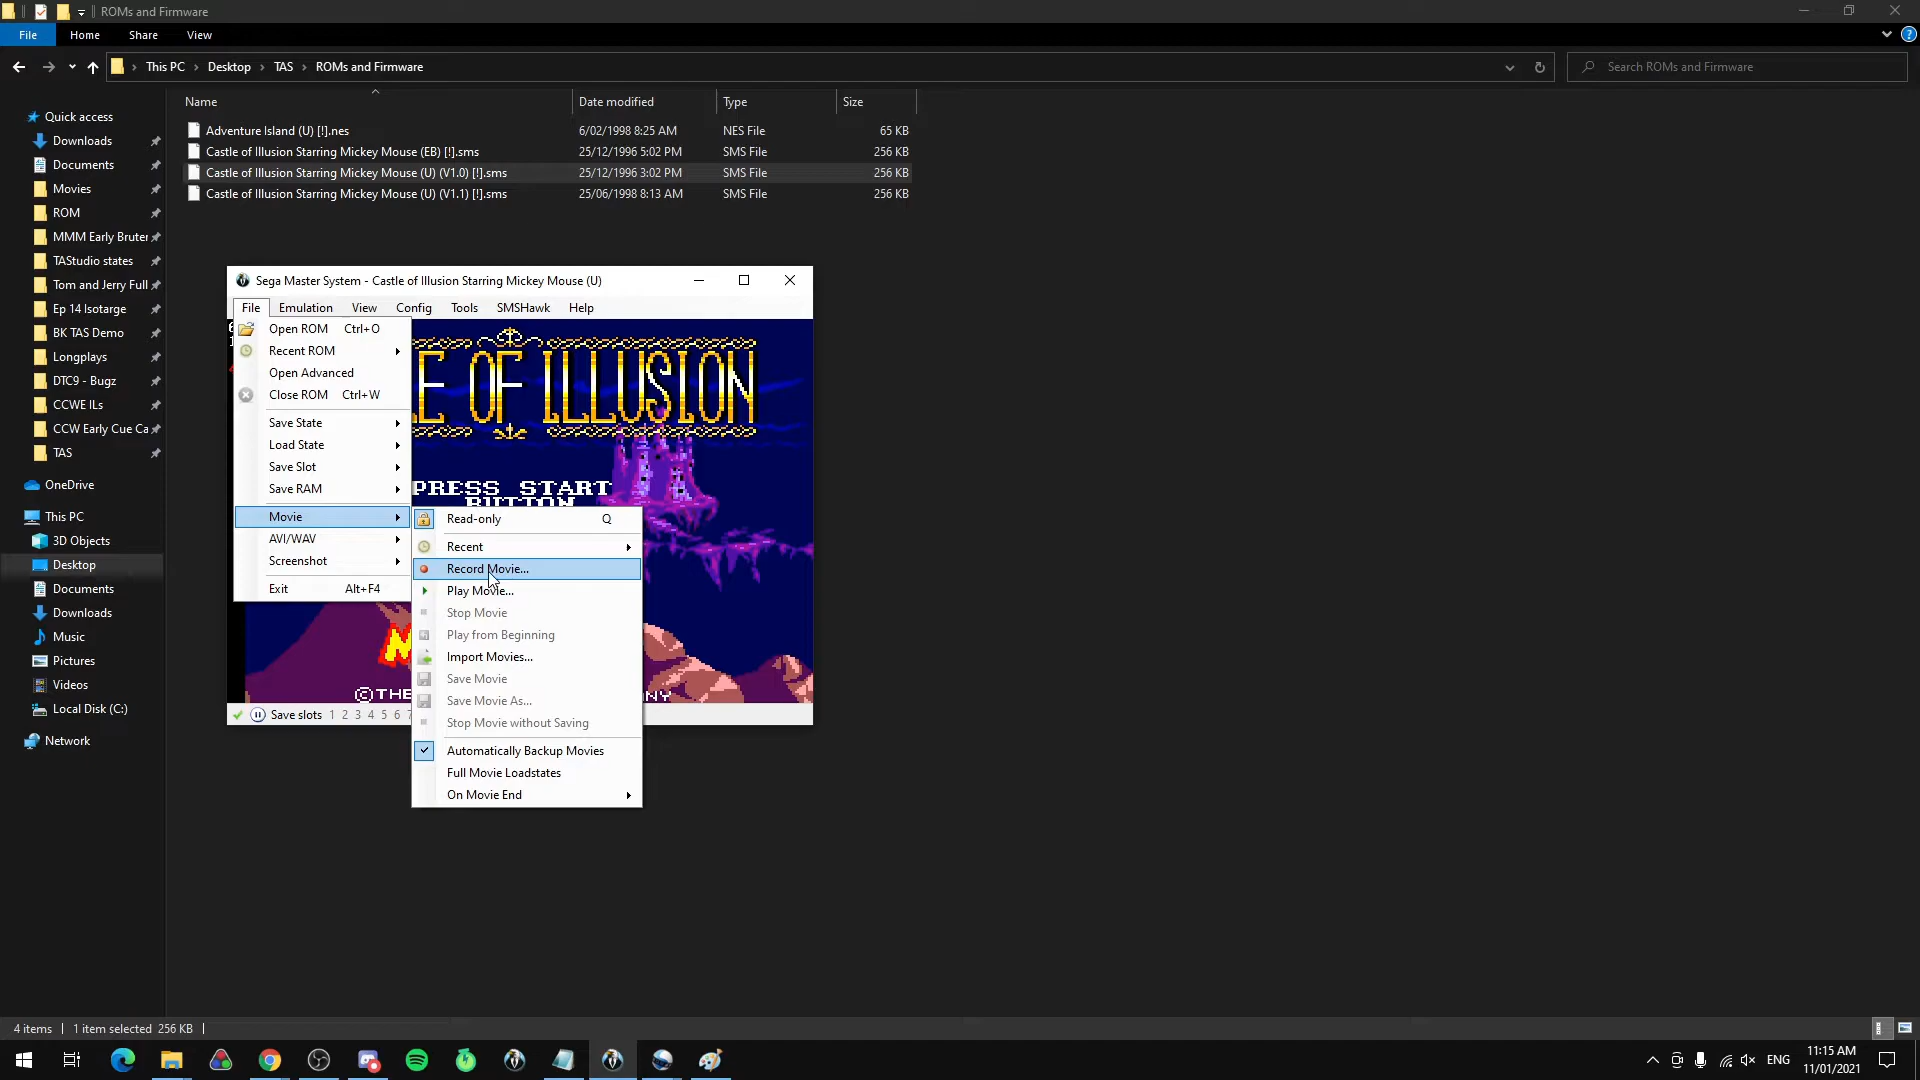 ROMs and Firmware
File Home Share View
This PC Desktop TAS ROMs and Firmware
Search ROMs and Firmware
Name Date modified Type Size
Adventure Island (U) [!].nes 6/02/1998 8:25 AM NES File 65 KB
Castle of Illusion Starring Mickey Mouse (EB) [!].sms 25/12/1996 5:02 PM SMS File 256 KB
Castle of Illusion Starring Mickey Mouse (U) (V1.0) [!].sms 25/12/1996 3:02 PM SMS File 256 KB
Castle of Illusion Starring Mickey Mouse (U) (V1.1) [!].sms 25/06/1998 8:13 AM SMS File 256 KB
Quick access
Downloads
Documents
Movies
ROM
MMM Early Bruter
TAStudio states
Tom and Jerry Full
Ep 14 Isotarge
BK TAS Demo
Longplays
DTC9 - Bugz
CCWE ILs
CCW Early Cue Ca
TAS
OneDrive
This PC
3D Objects
Desktop
Documents
Downloads
Music
Pictures
Videos
Local Disk (C:)
Network
Sega Master System - Castle of Illusion Starring Mickey Mouse (U)
File Emulation View Config Tools SMSHawk Help
Open ROM Ctrl+O
Recent ROM
Open Advanced
Close ROM Ctrl+W
Save State
Load State
Save Slot
Save RAM
Movie
AVI/WAV
Screenshot
Exit Alt+F4
E OF ILLUSION
PRESS START
BUTTON
Read-only Q
Recent
Record Movie...
Play Movie...
Stop Movie
Play from Beginning
Import Movies...
Save Movie
Save Movie As...
Stop Movie without Saving
Automatically Backup Movies
Full Movie Loadstates
On Movie End
M
©THE NY
Save slots 1 2 3 4 5 6 7
4 items 1 item selected 256 KB
ENG
11:15 AM
11/01/2021